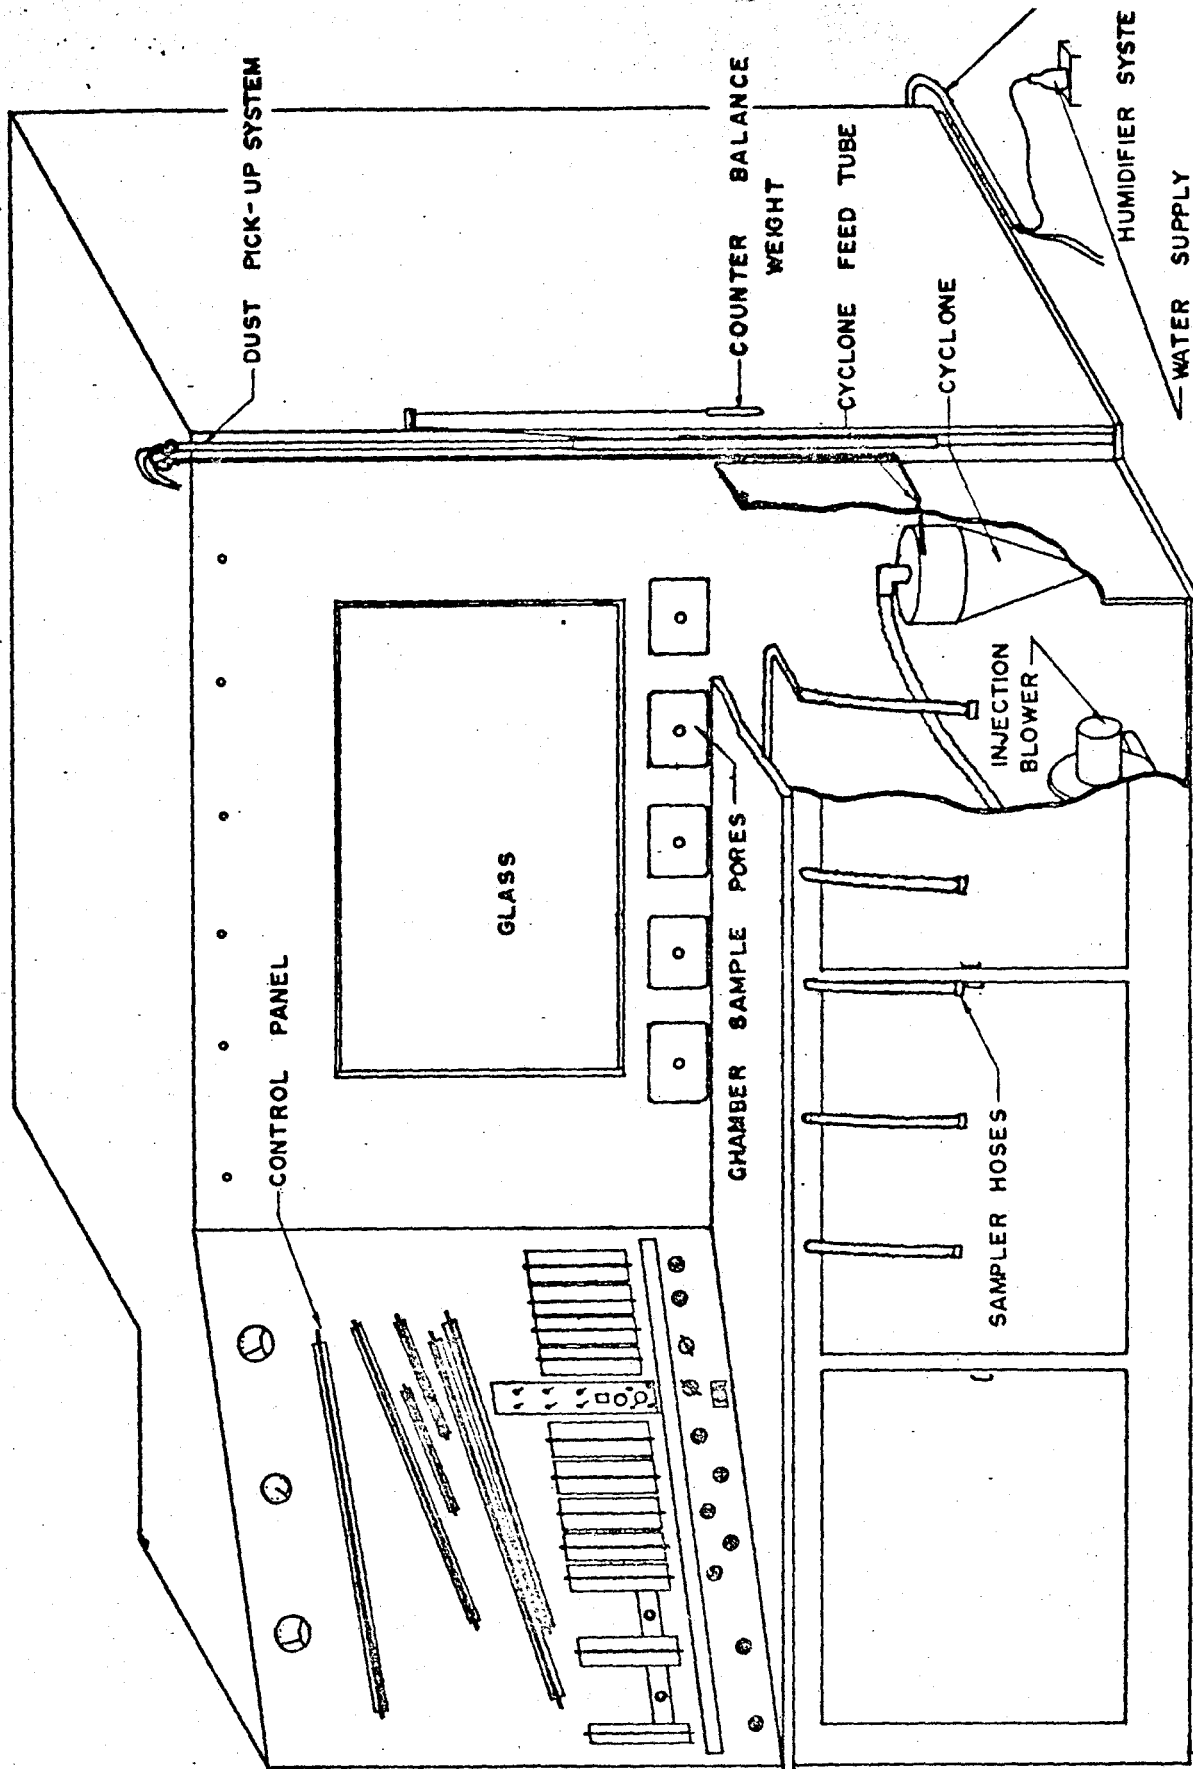 DUST PICK-UP SYSTEM
COUNTER BALANCE
WEIGHT
CYCLONE FEED TUBE
CYCLONE
HUMIDIFIER SYSTE
WATER SUPPLY
CONTROL PANEL
GLASS
CHAMBER SAMPLE PORES
INJECTION
BLOWER
SAMPLER HOSES